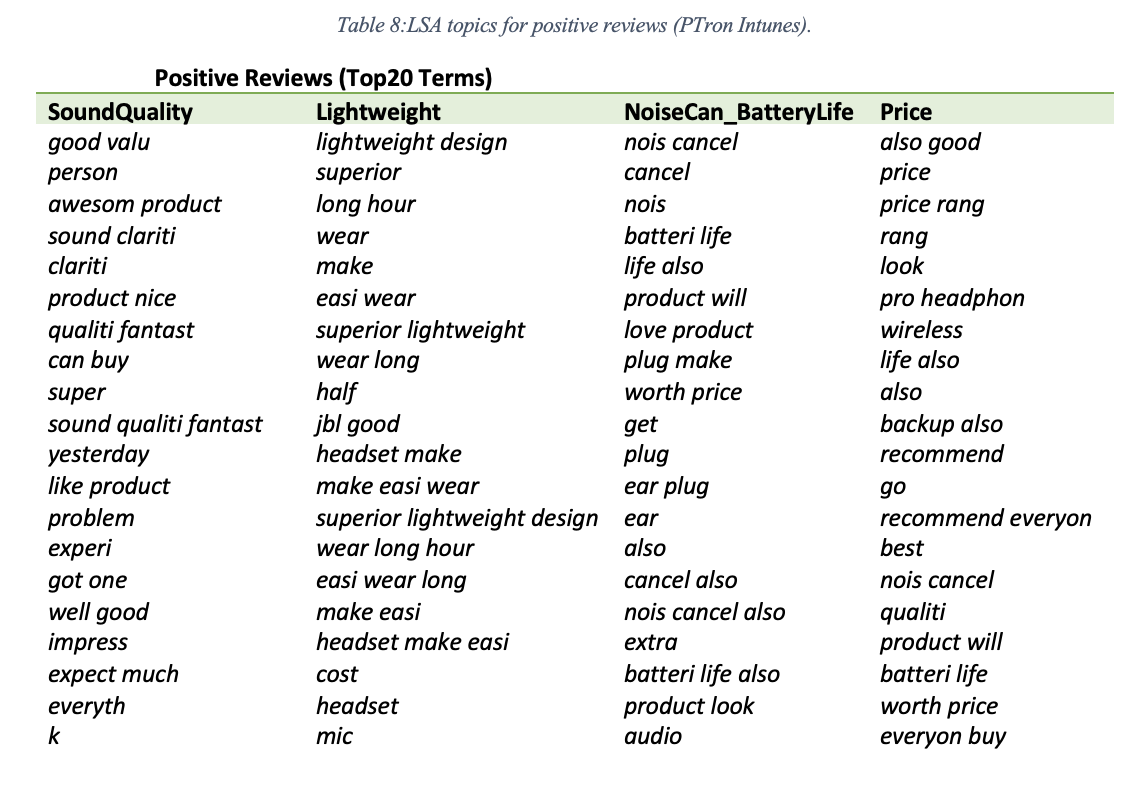 Table 8:LSA topics for positive reviews (PTron Intunes).
Positive Reviews (Top20 Terms)
SoundQuality Lightweight NoiseCan_BatteryLife Price
good valu lightweight design nois cancel also good
person superior cancel price
awesom product long hour nois price rang
sound clariti wear batteri life rang
clariti make life also look
product nice easi wear product will pro headphon
qualiti fantast superior lightweight love product wireless
can buy wear long plug make life also
super half worth price also
sound qualiti fantast jbl good get backup also
yesterday headset make plug recommend
like product make easi wear ear plug go
problem superior lightweight design ear recommend everyon
experi wear long hour also best
got one easi wear long cancel also nois cancel
well good make easi nois cancel also qualiti
impress headset make easi extra product will
expect much cost batteri life also batteri life
everyth headset product look worth price
k mic audio everyon buy